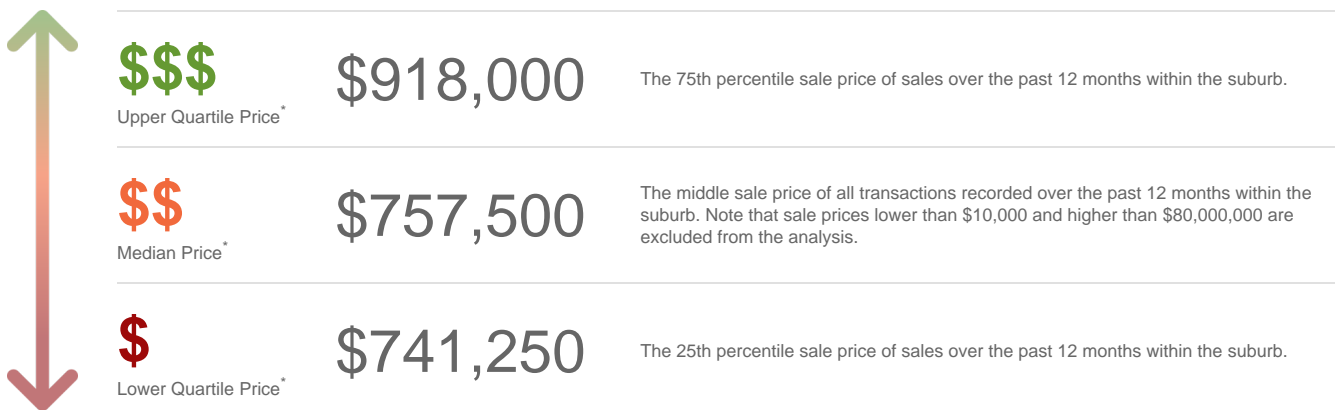 $$$
Upper Quartile Price*
$918,000
The 75th percentile sale price of sales over the past 12 months within the suburb.
$$
Median Price*
$757,500
The middle sale price of all transactions recorded over the past 12 months within the
suburb. Note that sale prices lower than $10,000 and higher than $80,000,000 are
excluded from the analysis.
$
Lower Quartile Price*
$741,250
The 25th percentile sale price of sales over the past 12 months within the suburb.